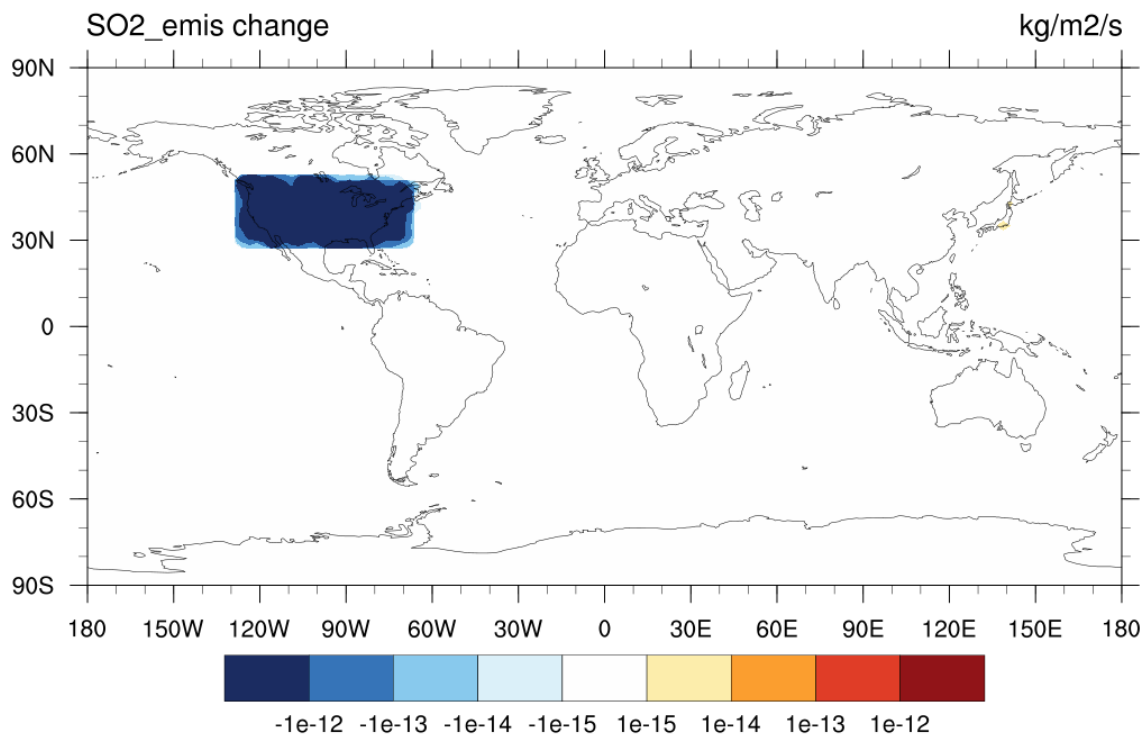 SO2_emis change kg/m2/s
90N
60N
30N
0
30S
60S
90S
180 150W 120W 90W 60W 30W 0 30E 60E 90E 120E 150E 180
-1e-12 -1e-13 -1e-14 -1e-15 1e-15 1e-14 1e-13 1e-12